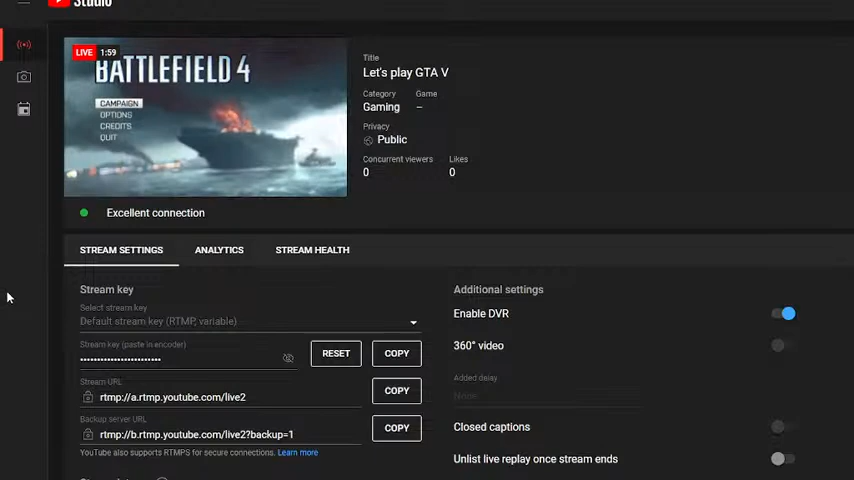 Studio
LIVE 1:59
BATTLEFIELD 4
CAMPAIGN
OPTIONS
CREDITS
QUIT
Title
Let's play GTA V
Category Game
Gaming –
Privacy
Public
Concurrent viewers Likes
0 0
Excellent connection
STREAM SETTINGS ANALYTICS STREAM HEALTH
Stream key
Select stream key
Default stream key (RTMP, variable)
Stream key (paste in encoder)
••••••••••••••••••••••••
RESET COPY
Stream URL
rtmp://a.rtmp.youtube.com/live2
COPY
Backup server URL
rtmp://b.rtmp.youtube.com/live2?backup=1
COPY
YouTube also supports RTMPS for secure connections. Learn more
Additional settings
Enable DVR
360° video
Added delay
None
Closed captions
Unlist live replay once stream ends